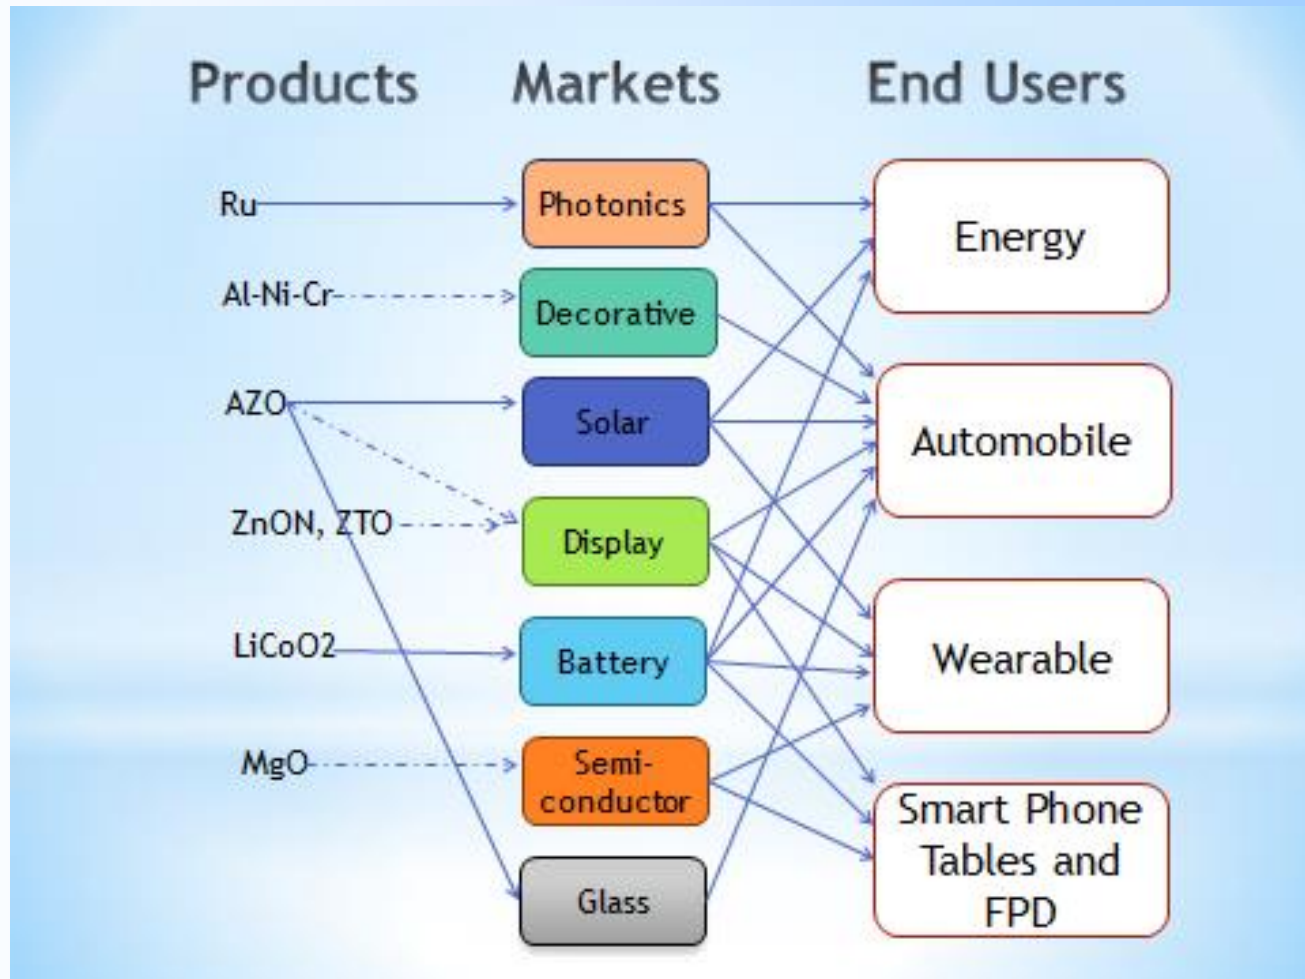 Products Markets End Users
Ru
Al-Ni-Cr
AZO
ZnON, ZTO
LiCoO2
MgO
Photonics
Decorative
Solar
Display
Battery
Semi-
conductor
Glass
Energy
Automobile
Wearable
Smart Phone
Tables and
FPD